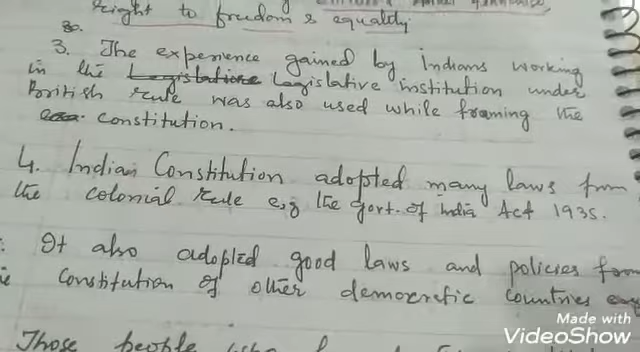 right to freedom & equality
so.
3. The experience gained by Indians working
in the Legislative institution under
British rule was also used while framing the
constitution.
4. Indian Constitution adopted many laws from
the colonial rule e.g the govt. of India Act 1935.
It also adopted good laws and policies from
Constitution of other democratic countries
Those people who
Made with
VideoShow